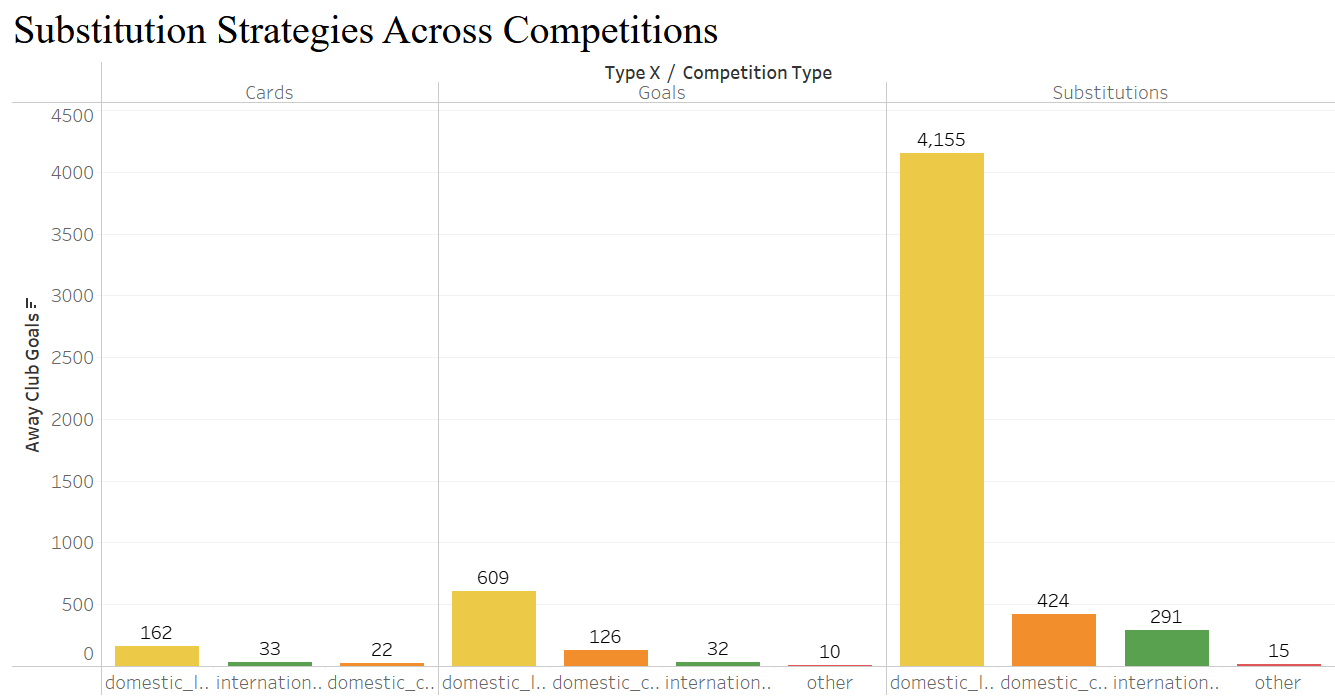 Substitution Strategies Across Competitions
Type X / Competition Type
Cards Goals Substitutions
Away Club Goals
4500
4000
3500
3000
2500
2000
1500
1000
500
0
162 33 22 609 126 32 10 4,155 424 291 15
domestic_l.. internation.. domestic_c.. domestic_l.. domestic_c.. internation.. other domestic_l.. domestic_c.. internation.. other